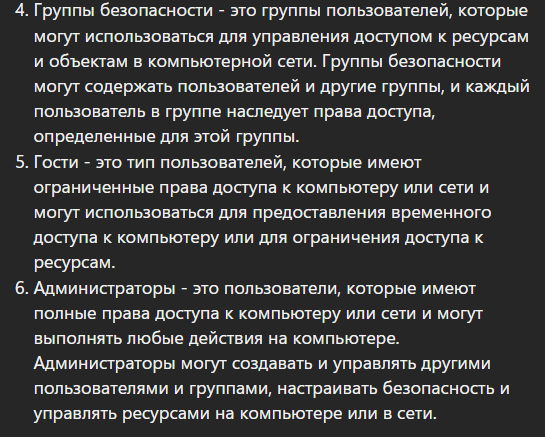 4. Группы безопасности - это группы пользователей, которые
могут использоваться для управления доступом к ресурсам
и объектам в компьютерной сети. Группы безопасности
могут содержать пользователей и другие группы, и каждый
пользователь в группе наследует права доступа,
определенные для этой группы.
5. Гости - это тип пользователей, которые имеют
ограниченные права доступа к компьютеру или сети и
могут использоваться для предоставления временного
доступа к компьютеру или для ограничения доступа к
ресурсам.
6. Администраторы - это пользователи, которые имеют
полные права доступа к компьютеру или сети и могут
выполнять любые действия на компьютере.
Администраторы могут создавать и управлять другими
пользователями и группами, настраивать безопасность и
управлять ресурсами на компьютере или в сети.